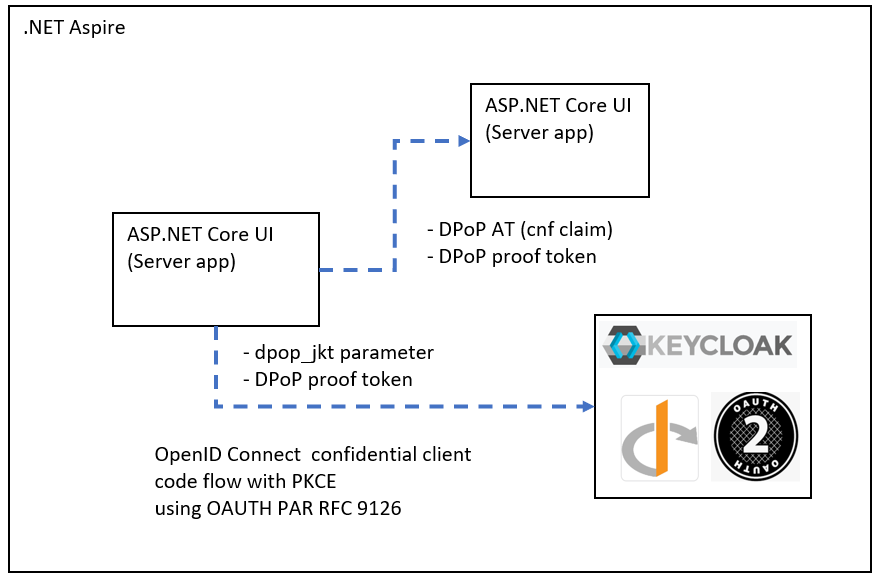 .NET Aspire
ASP.NET Core UI
(Server app)
- DPoP AT (cnf claim)
- DPoP proof token
ASP.NET Core UI
(Server app)
- dpop_jkt parameter
- DPoP proof token
KEYCLOAK
OAUTH
2
OAUTH
OpenID Connect  confidential client
code flow with PKCE
using OAUTH PAR RFC 9126